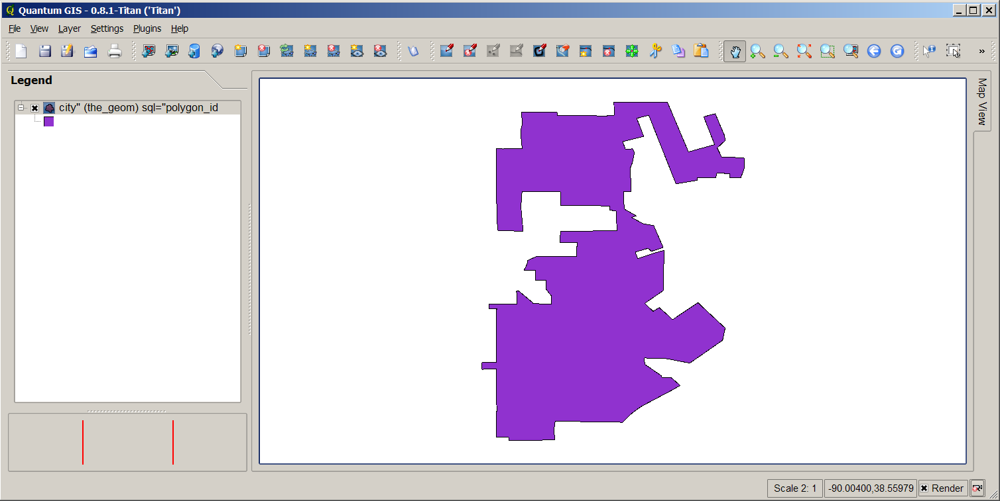 Quantum GIS - 0.8.1-Titan ('Titan')
File View Layer Settings Plugins Help
»
Legend
city" (the_geom) sql="polygon_id
Map View
Scale 2: 1
-90.00400,38.55979
Render